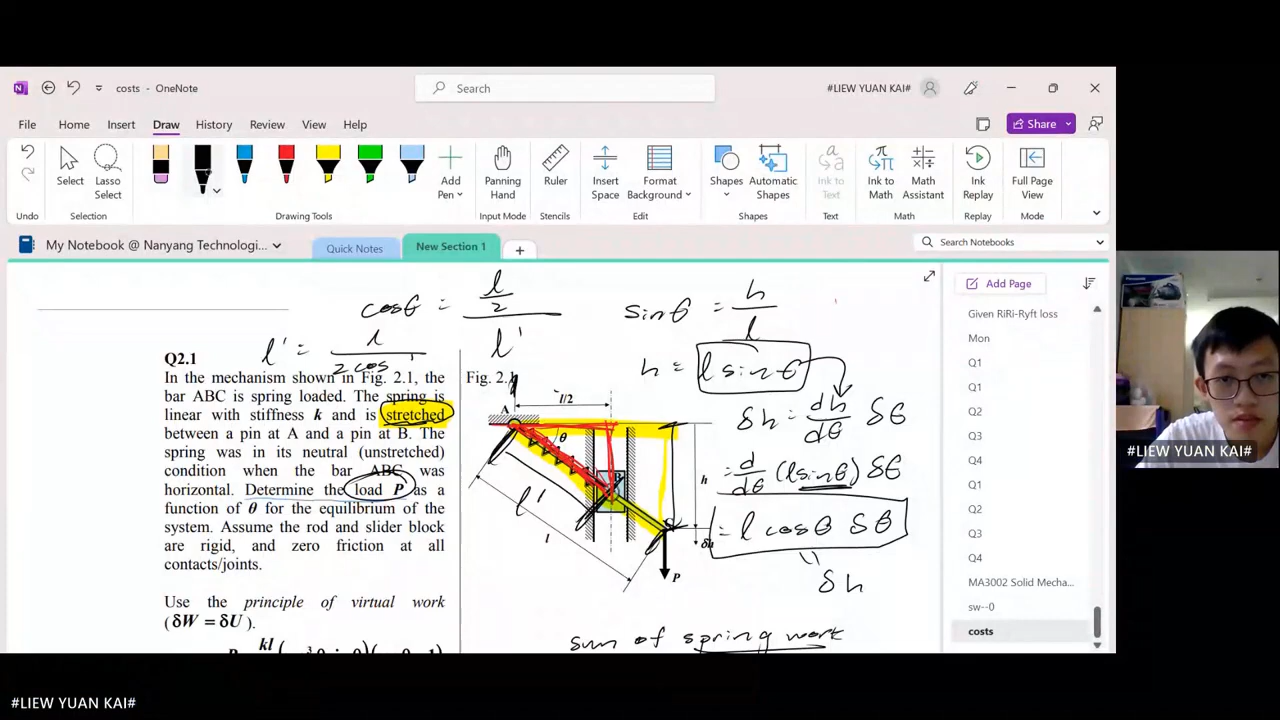 costs - OneNote
Search
#LIEW YUAN KAI#
File Home Insert Draw History Review View Help
Share
Undo
Select
Lasso Select
Add Pen
Panning Hand
Ruler
Insert Space
Format Background
Shapes
Automatic Shapes
Ink to Text
Ink to Math
Math Assistant
Ink Replay
Full Page View
Undo Selection Drawing Tools Input Mode Stencils Edit Shapes Text Math Replay Mode
My Notebook @ Nanyang Technologi...
Quick Notes
New Section 1
Search Notebooks
Add Page
Given RiRi-Ryft loss
Mon
Q1
Q1
Q2
Q3
Q4
Q1
Q2
Q3
Q4
MA3002 Solid Mecha...
sw--0
costs
cosθ = l/2 / l'
l' = l / 2cos
sinθ = h / l
h = l sinθ
δh = dh/dθ δθ
= d/dθ (l sinθ) δθ
= l cosθ δθ
δh
sum of spring work
Q2.1
In the mechanism shown in Fig. 2.1, the
bar ABC is spring loaded. The spring is
linear with stiffness k and is stretched
between a pin at A and a pin at B. The
spring was in its neutral (unstretched)
condition when the bar ABC was
horizontal. Determine the load P as a
function of θ for the equilibrium of the
system. Assume the rod and slider block
are rigid, and zero friction at all
contacts/joints.
Use the principle of virtual work
(δW = δU).
kl
Fig. 2.1
l/2
A
θ
B
h
l'
l
C
P
#LIEW YUAN KAI#
#LIEW YUAN KAI#